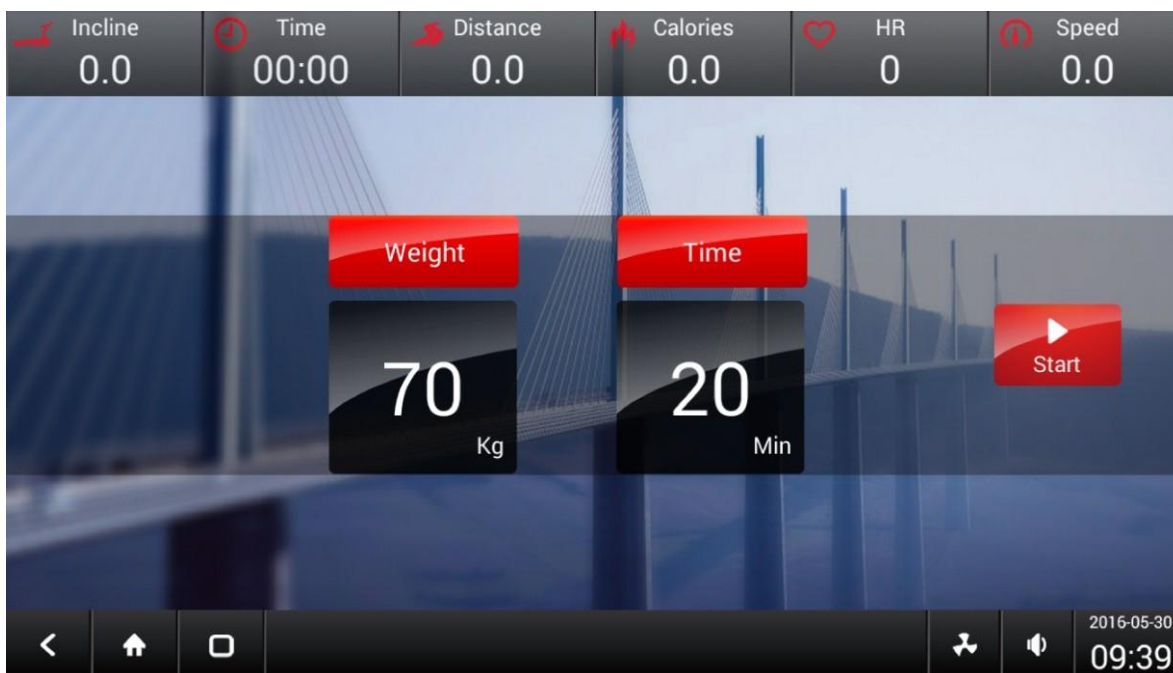 Incline
0.0
Time
00:00
Distance
0.0
Calories
0.0
HR
0
Speed
0.0
Weight
70
Kg
Time
20
Min
Start
2016-05-30
09:39